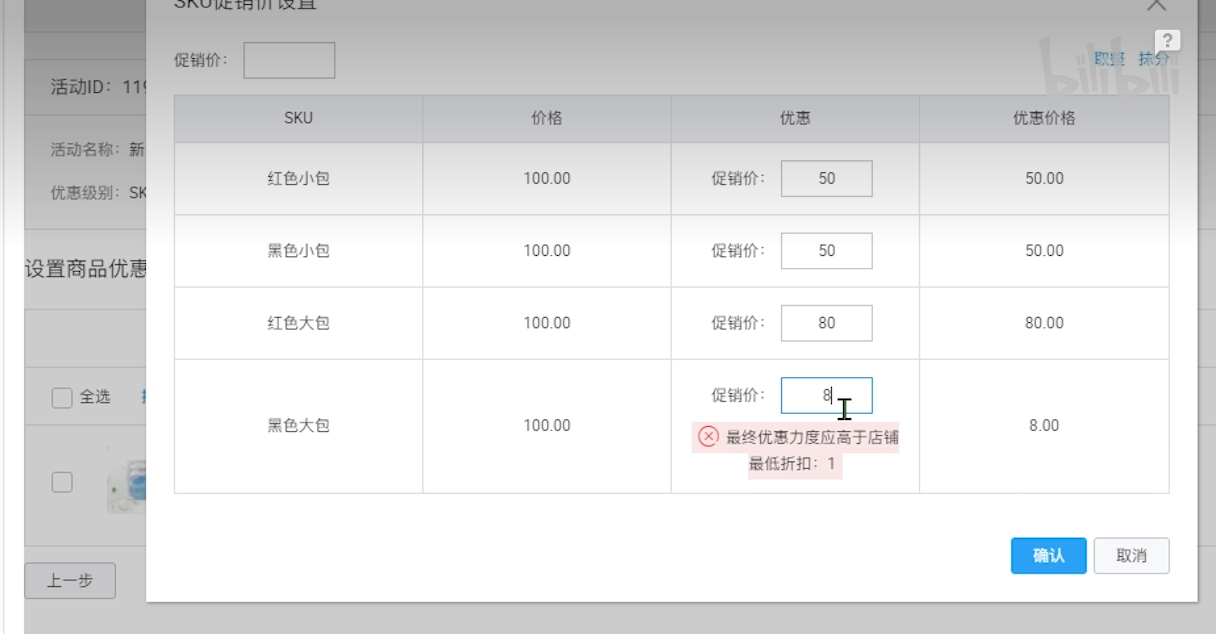 SKU促销价设置
促销价：
?
取整 抹分
bilibili
活动ID：119
活动名称：新
优惠级别：SK
设置商品优惠
全选
上一步
SKU 价格 优惠 优惠价格
红色小包 100.00 促销价： 50 50.00
黑色小包 100.00 促销价： 50 50.00
红色大包 100.00 促销价： 80 80.00
黑色大包 100.00 促销价： 8 8.00
最终优惠力度应高于店铺
最低折扣：1
确认 取消